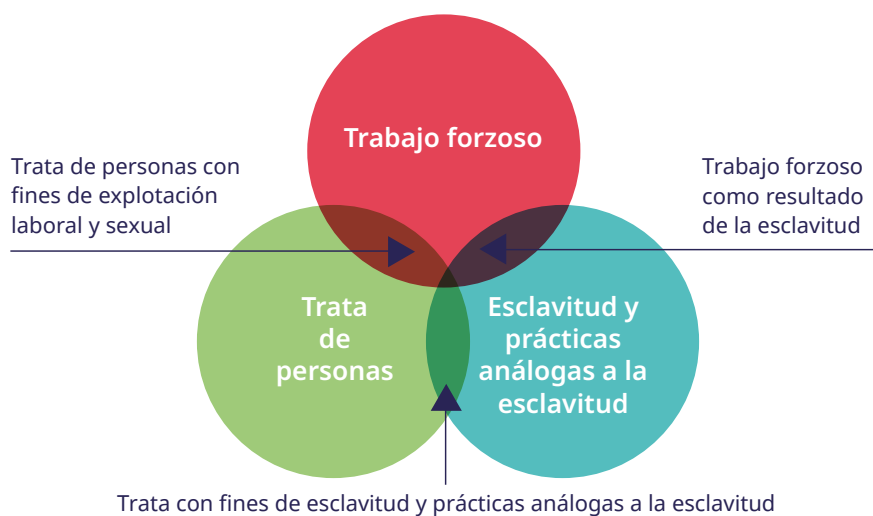 Trabajo forzoso
Trata de personas con
fines de explotación
laboral y sexual
Trabajo forzoso
como resultado
de la esclavitud
Trata
de
personas
Esclavitud y
prácticas
análogas a la
esclavitud
Trata con fines de esclavitud y prácticas análogas a la esclavitud